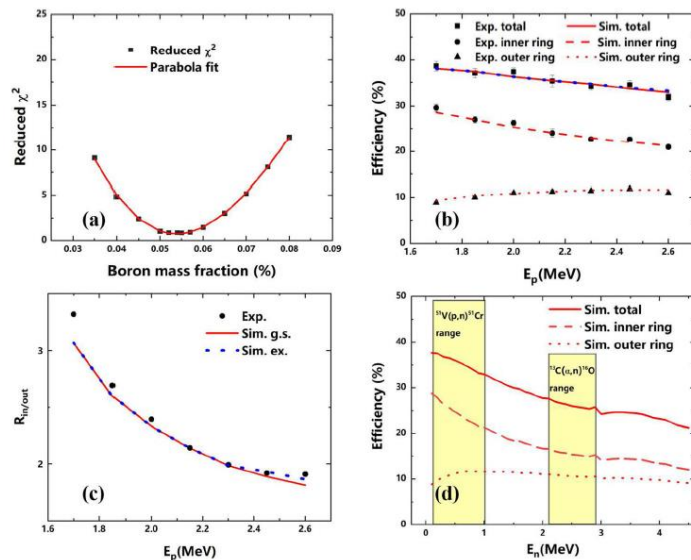 25
20
15
10
5
0
Reduced χ²
Reduced χ²
Parabola fit
(a)
0.03 0.04 0.05 0.06 0.07 0.08 0.09
Boron mass fraction (%)
50
40
30
20
10
0
Efficiency (%)
Exp. total
Exp. inner ring
Exp. outer ring
Sim. total
Sim. inner ring
Sim. outer ring
(b)
1.6 1.8 2.0 2.2 2.4 2.6
Eₚ(MeV)
3
2
R in/out
Exp.
Sim. g.s.
Sim. ex.
(c)
1.6 1.8 2.0 2.2 2.4 2.6
Eₚ(MeV)
50
40
30
20
10
0
Efficiency (%)
⁵¹V(p,n)⁵¹Cr
range
¹³C(α,n)¹⁶O
range
Sim. total
Sim. inner ring
Sim. outer ring
(d)
0 1 2 3 4
Eₙ(MeV)